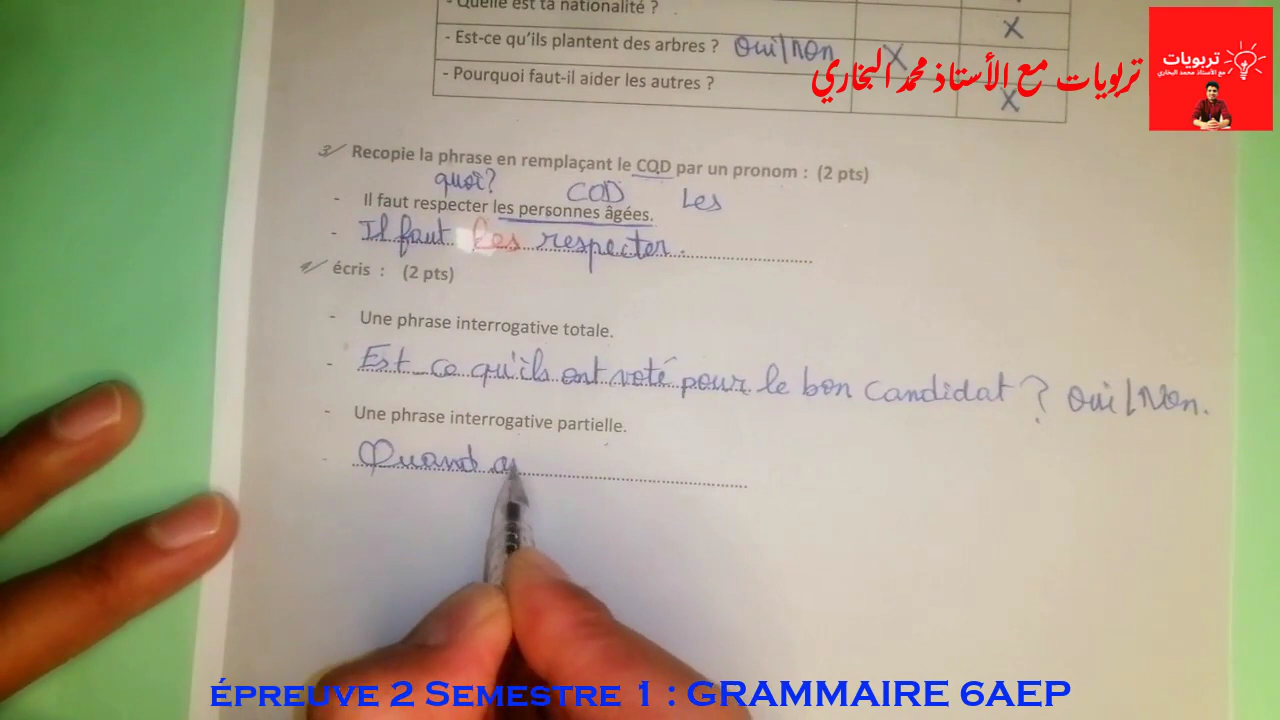 - Quelle est ta nationalité ?
X
- Est-ce qu'ils plantent des arbres ? Oui/Non X
- Pourquoi faut-il aider les autres ? X
تربويات مع الأستاذ محمد البخاري
تربويات
مع الأستاذ محمد البخاري
3/ Recopie la phrase en remplaçant le COD par un pronom : (2 pts)
quoi? COD Les
- Il faut respecter les personnes âgées.
- Il faut les respecter.
4/ écris : (2 pts)
- Une phrase interrogative totale.
- Est-ce qu'ils ont voté pour le bon candidat ? Oui/Non.
- Une phrase interrogative partielle.
- Quand a
épreuve 2 Semestre 1 : GRAMMAIRE 6AEP